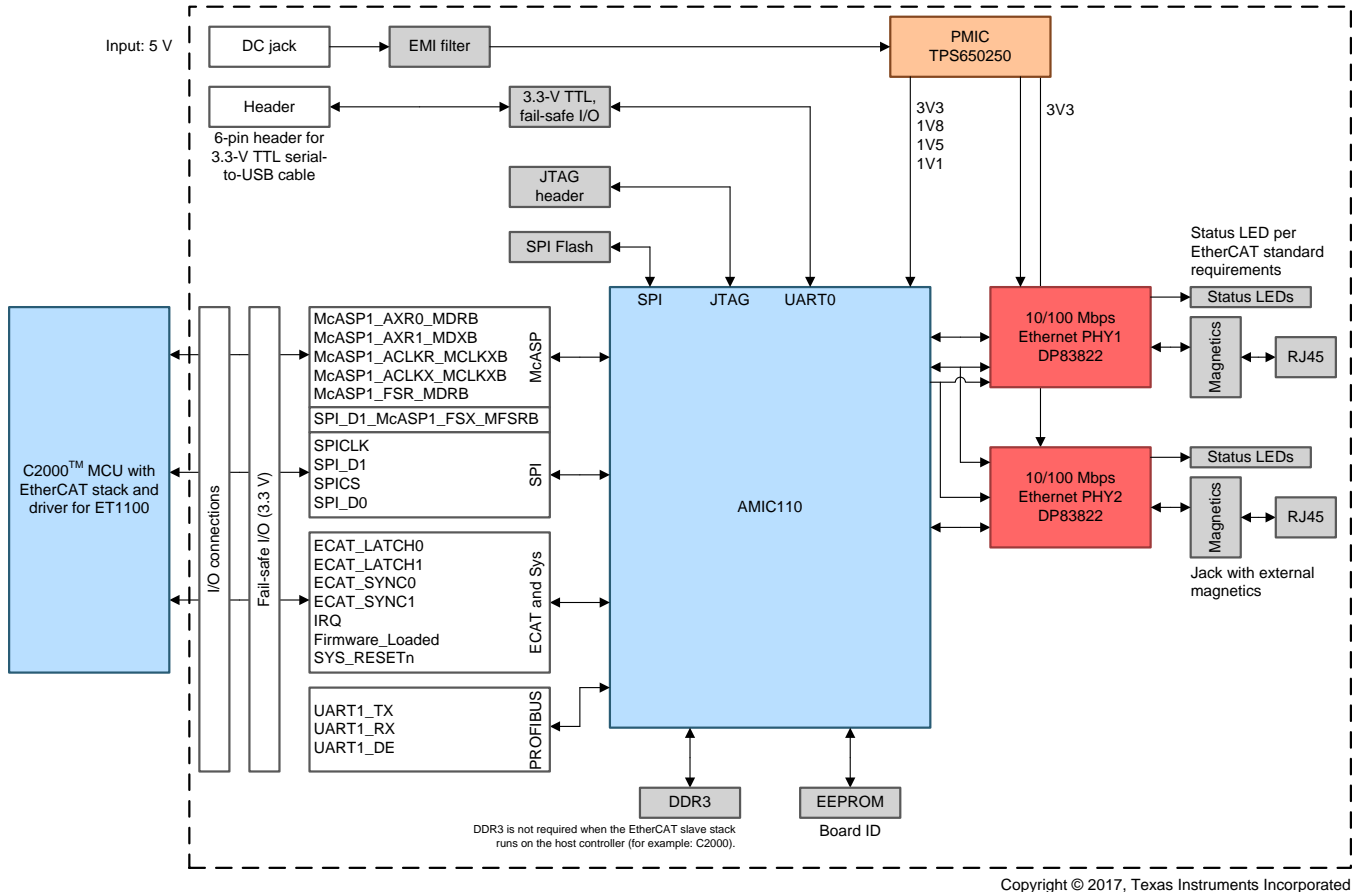 Input: 5 V
DC jack
EMI filter
PMIC
TPS650250
Header
6-pin header for
3.3-V TTL serial-
to-USB cable
3.3-V TTL,
fail-safe I/O
3V3
1V8
1V5
1V1
3V3
JTAG
header
SPI Flash
SPI
JTAG
UART0
Status LED per
EtherCAT standard
requirements
C2000TM MCU with
EtherCAT stack and
driver for ET1100
I/O connections
Fail-safe I/O (3.3 V)
McASP1_AXR0_MDRB
McASP1_AXR1_MDXB
McASP1_ACLKR_MCLKXB
McASP1_ACLKX_MCLKXB
McASP1_FSR_MDRB
McASP
SPI_D1_McASP1_FSX_MFSRB
SPICLK
SPI_D1
SPICS
SPI_D0
SPI
ECAT_LATCH0
ECAT_LATCH1
ECAT_SYNC0
ECAT_SYNC1
IRQ
Firmware_Loaded
SYS_RESETn
ECAT and Sys
UART1_TX
UART1_RX
UART1_DE
PROFIBUS
AMIC110
10/100 Mbps
Ethernet PHY1
DP83822
Status LEDs
Magnetics
RJ45
10/100 Mbps
Ethernet PHY2
DP83822
Status LEDs
Magnetics
RJ45
Jack with external
magnetics
DDR3
DDR3 is not required when the EtherCAT slave stack
runs on the host controller (for example: C2000).
EEPROM
Board ID
Copyright © 2017, Texas Instruments Incorporated